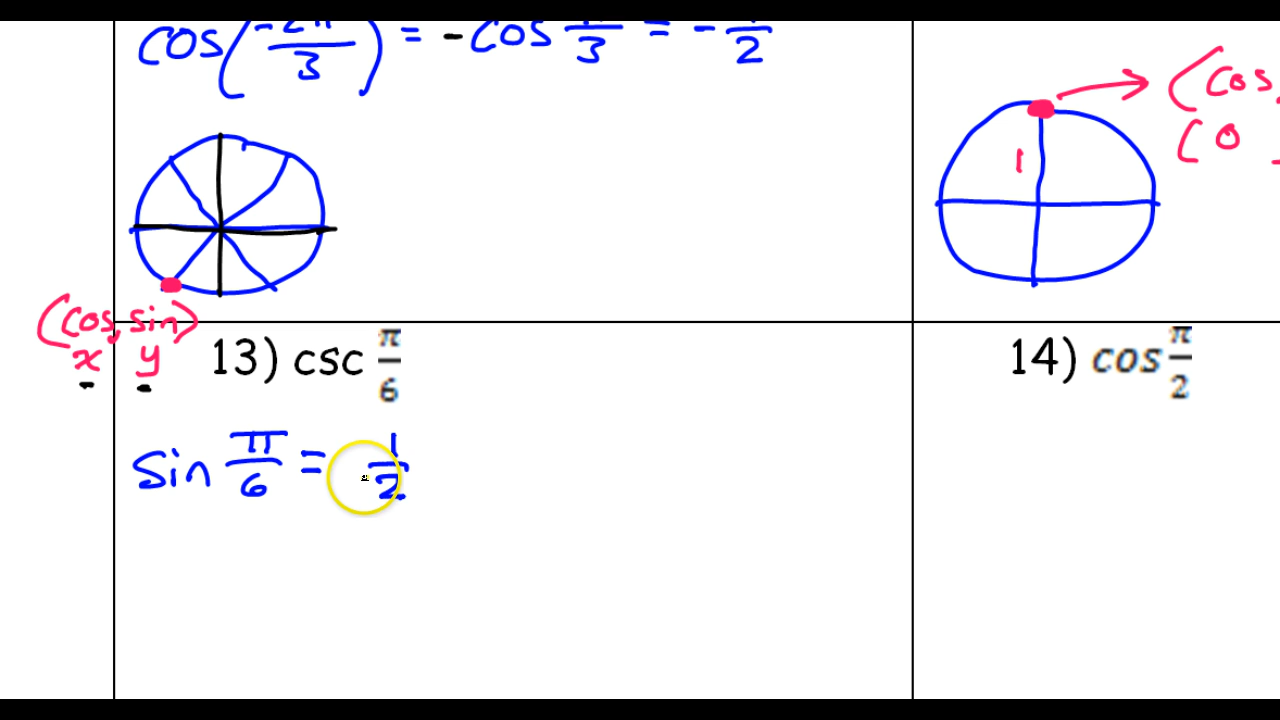 cos(-2π/3) = -cos π/3 = -1/2
(cos,
(0
1
(cos, sin)
x y
- -
13) csc π/6
14) cos π/2
sin π/6 = 1/2